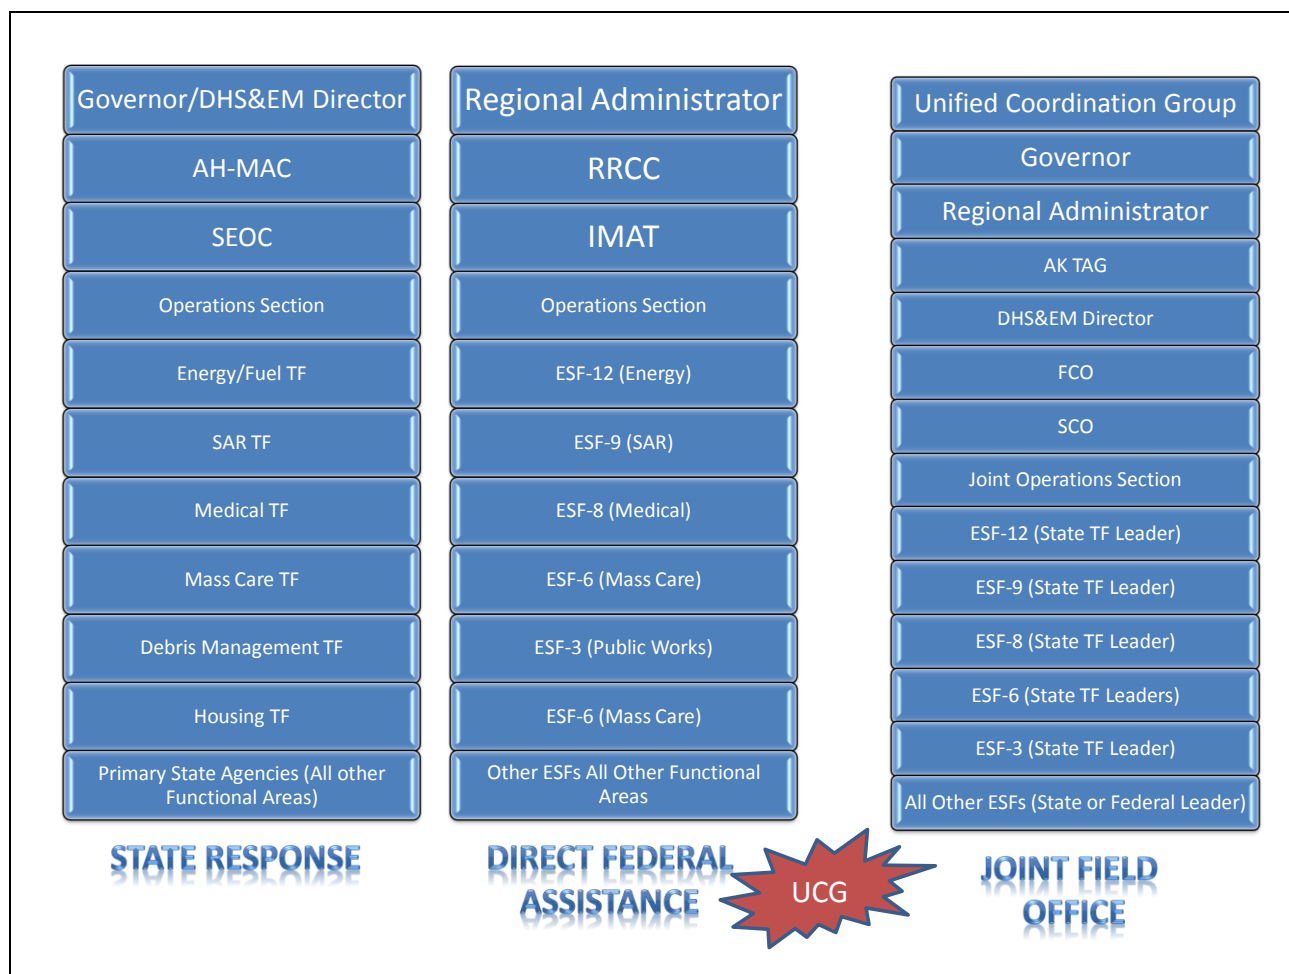 Governor/DHS&EM Director
AH-MAC
SEOC
Operations Section
Energy/Fuel TF
SAR TF
Medical TF
Mass Care TF
Debris Management TF
Housing TF
Primary State Agencies (All other
Functional Areas)
STATE RESPONSE
Regional Administrator
RRCC
IMAT
Operations Section
ESF-12 (Energy)
ESF-9 (SAR)
ESF-8 (Medical)
ESF-6 (Mass Care)
ESF-3 (Public Works)
ESF-6 (Mass Care)
Other ESFs All Other Functional
Areas
DIRECT FEDERAL
ASSISTANCE
UCG
Unified Coordination Group
Governor
Regional Administrator
AK TAG
DHS&EM Director
FCO
SCO
Joint Operations Section
ESF-12 (State TF Leader)
ESF-9 (State TF Leader)
ESF-8 (State TF Leader)
ESF-6 (State TF Leaders)
ESF-3 (State TF Leader)
All Other ESFs (State or Federal Leader)
JOINT FIELD
OFFICE